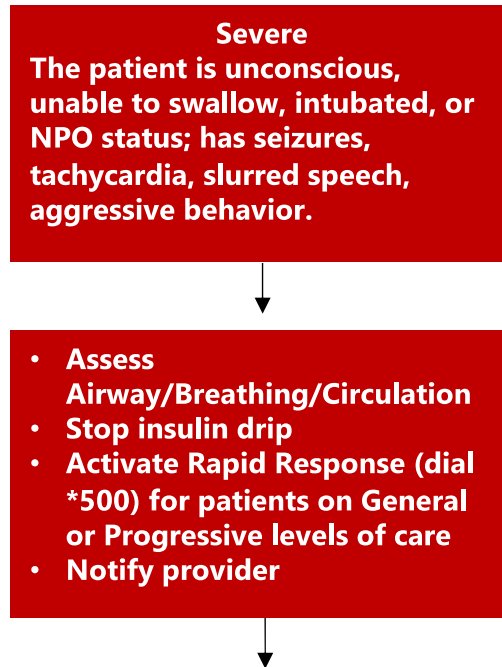 Severe
The patient is unconscious,
unable to swallow, intubated, or
NPO status; has seizures,
tachycardia, slurred speech,
aggressive behavior.
• Assess
Airway/Breathing/Circulation
• Stop insulin drip
• Activate Rapid Response (dial
*500) for patients on General
or Progressive levels of care
• Notify provider